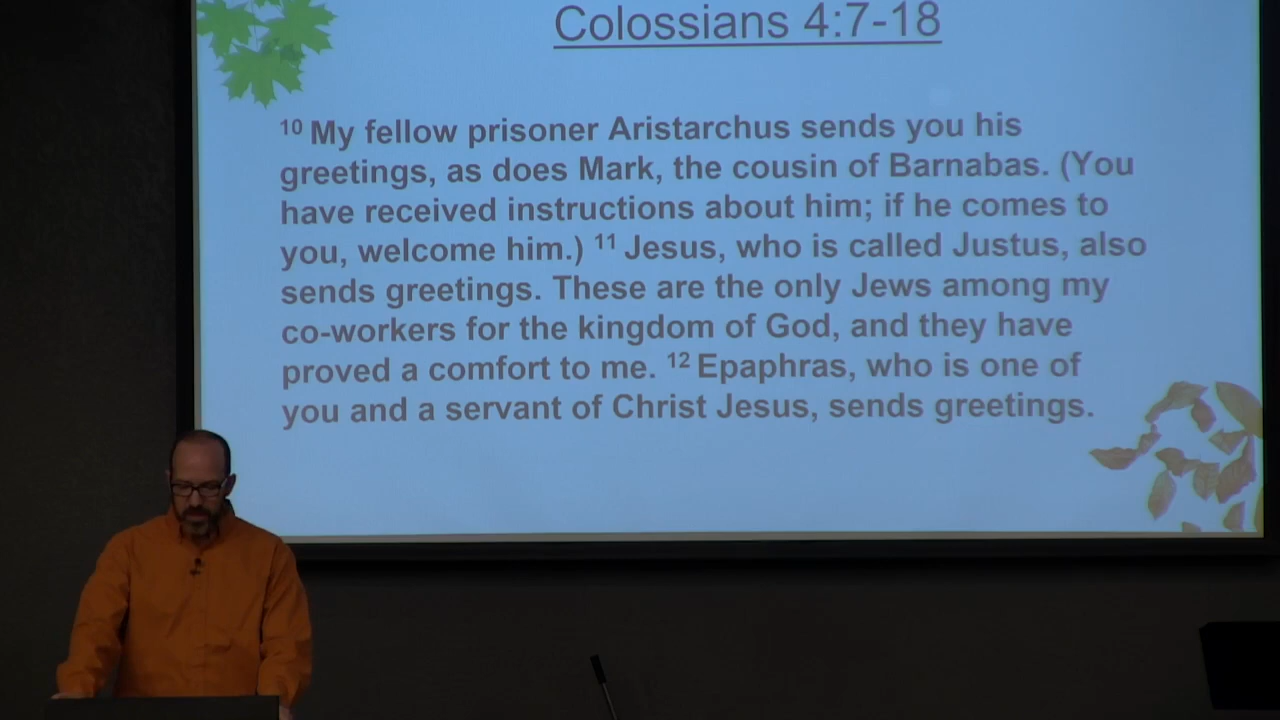 Colossians 4:7-18
10 My fellow prisoner Aristarchus sends you his
greetings, as does Mark, the cousin of Barnabas. (You
have received instructions about him; if he comes to
you, welcome him.) 11 Jesus, who is called Justus, also
sends greetings. These are the only Jews among my
co-workers for the kingdom of God, and they have
proved a comfort to me. 12 Epaphras, who is one of
you and a servant of Christ Jesus, sends greetings.